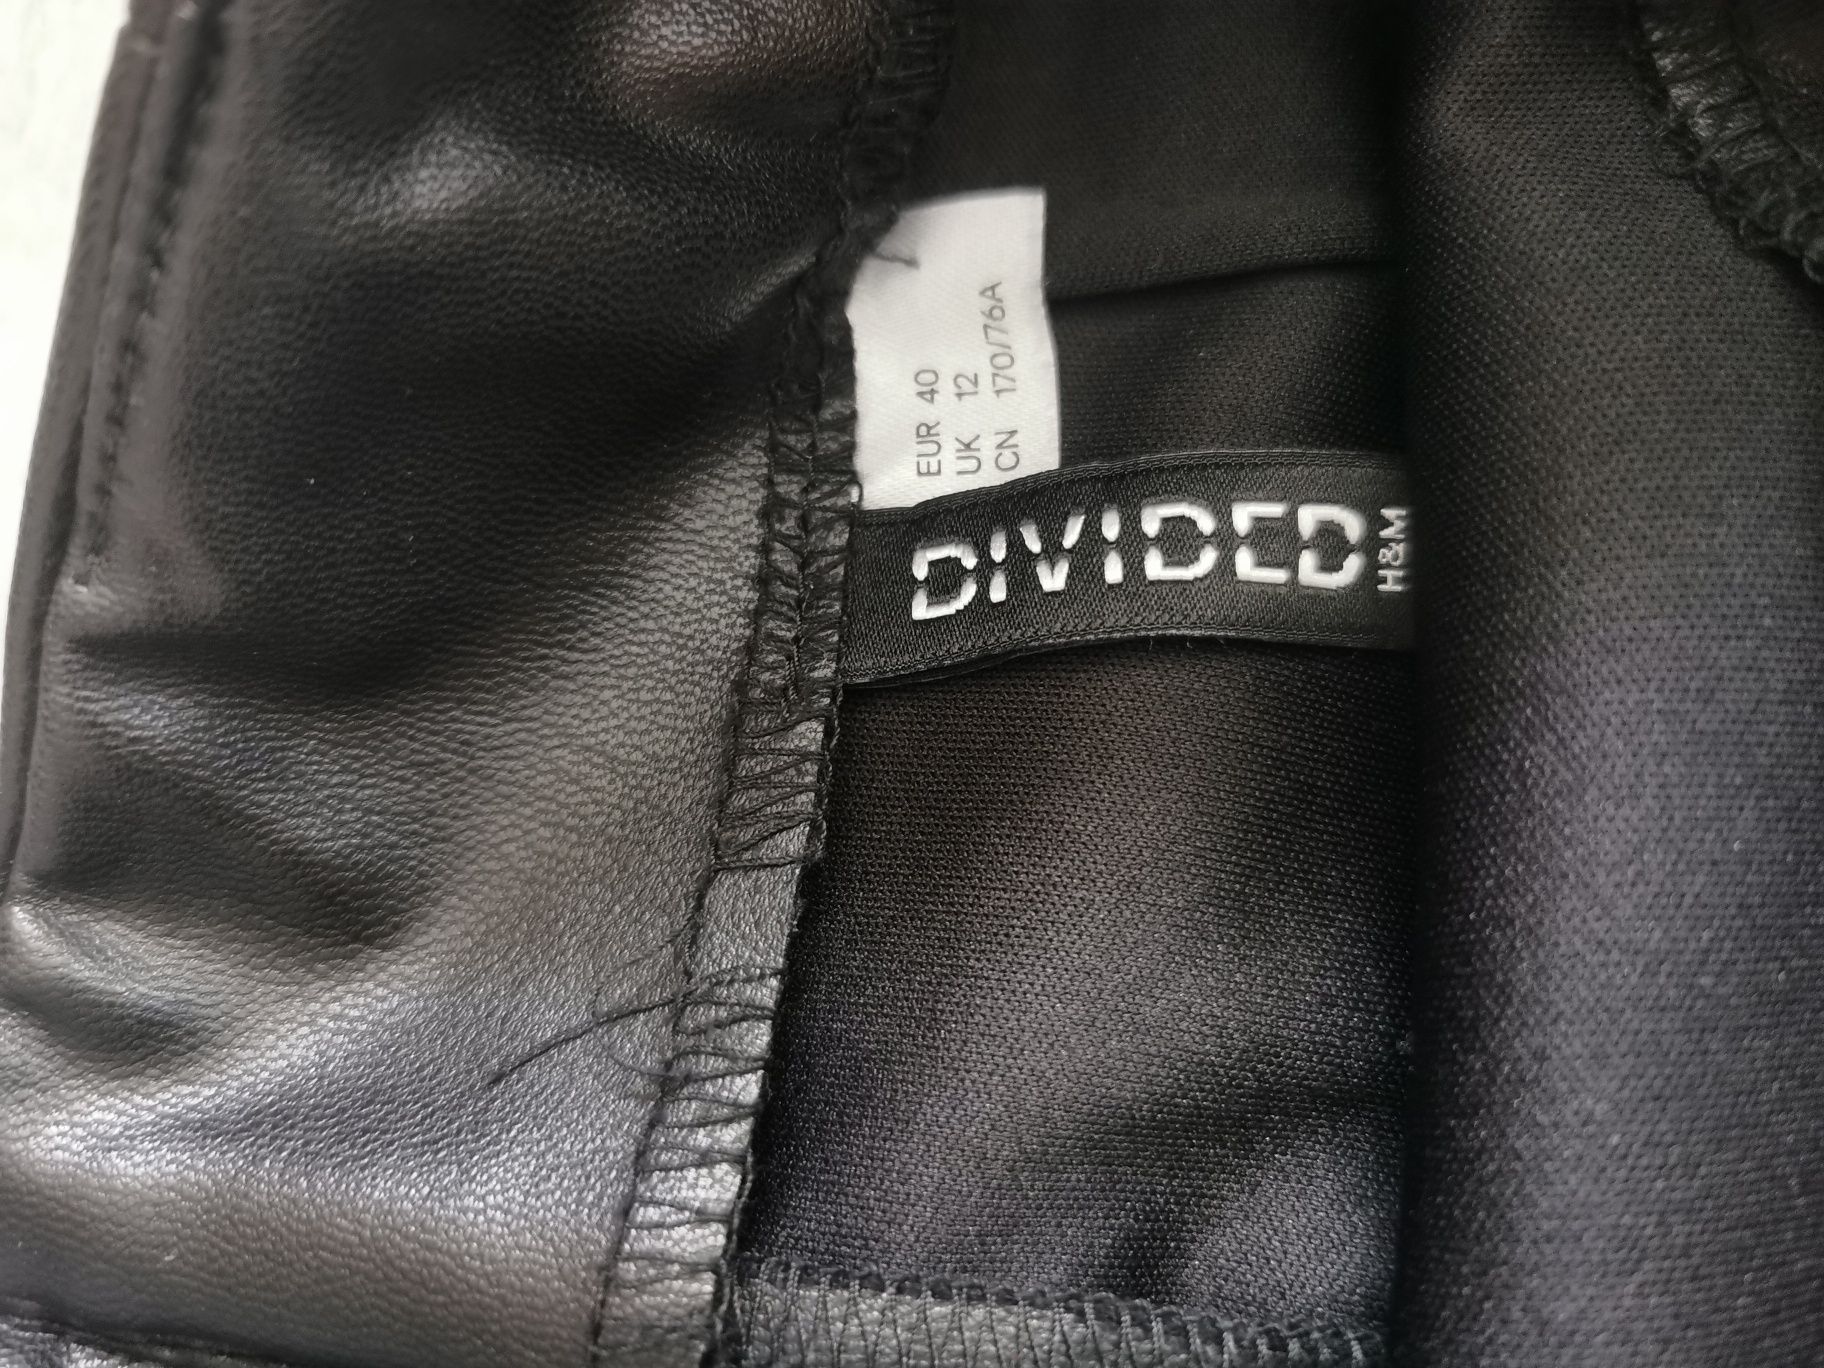 EUR 40
UK 12
CN 170/76A
DIVIDED
H&M